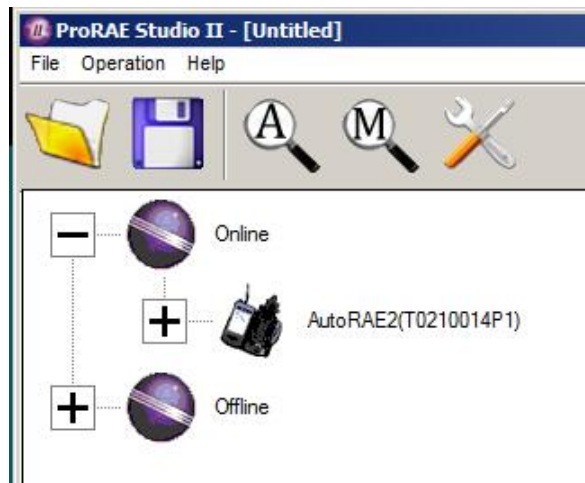 ProRAE Studio II - [Untitled]
File Operation Help
A M
Online
AutoRAE2(T0210014P1)
Offline